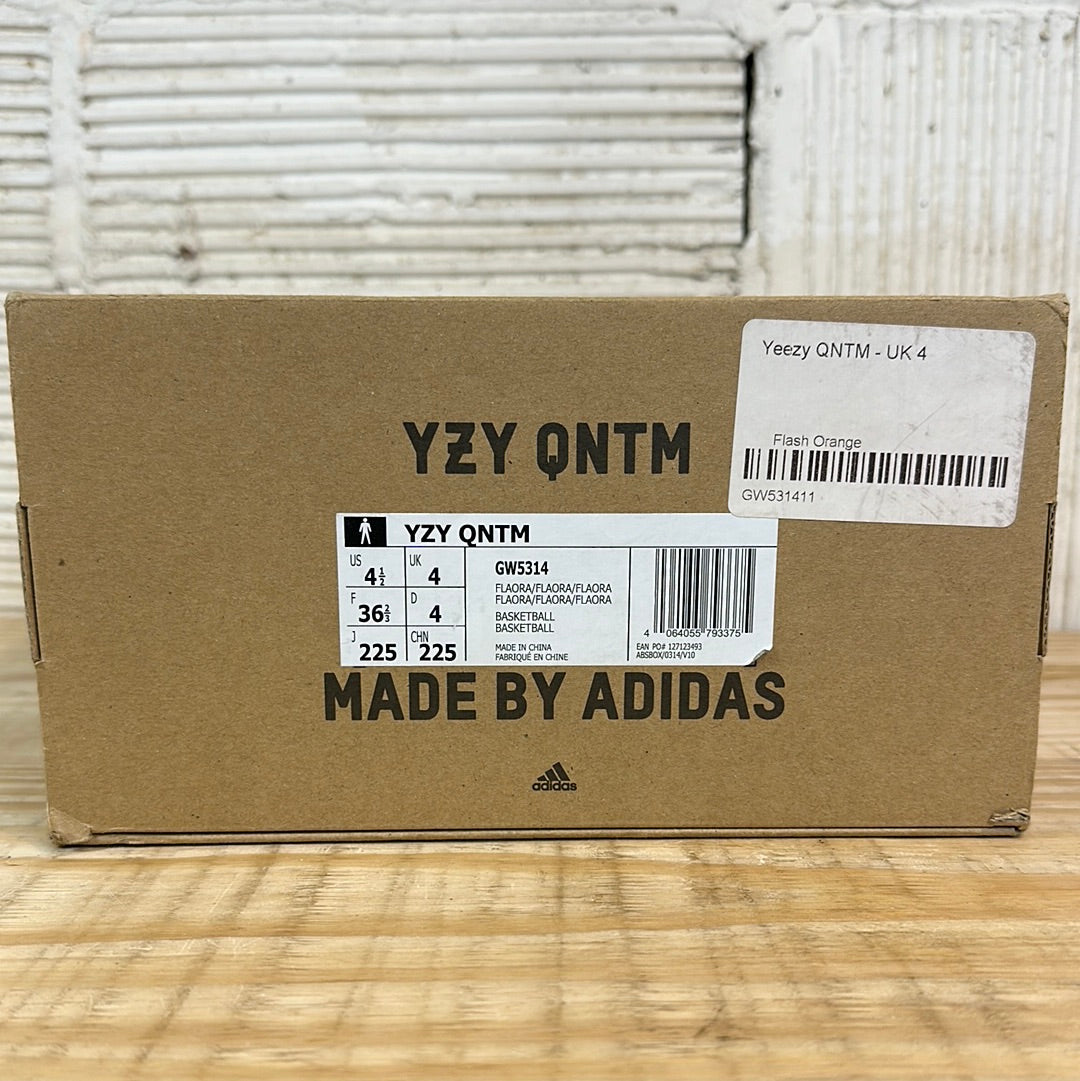 Yeezy QNTM - UK 4
Flash Orange
GW531411
YZY QNTM
YZY QNTM
US 4½
UK 4
F 36⅔
D 4
J 225
CHN 225
GW5314
FLAORA/FLAORA/FLAORA
FLAORA/FLAORA/FLAORA
BASKETBALL
BASKETBALL
MADE IN CHINA
FABRIQUÉ EN CHINE
4 064055 793375
EAN PO# 127123493
ABSBOX/0314/V10
MADE BY ADIDAS
adidas